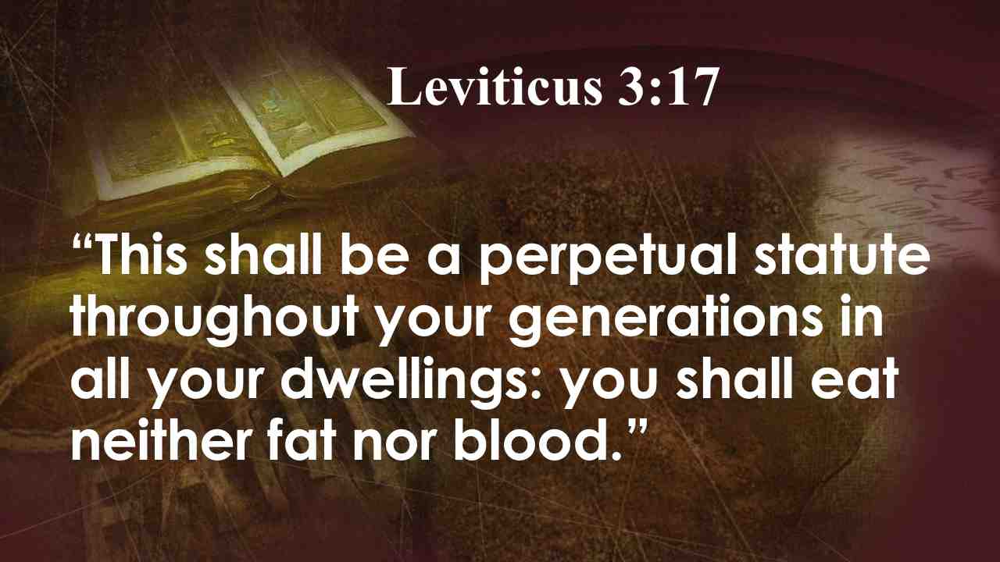 Leviticus 3:17
“This shall be a perpetual statute
throughout your generations in
all your dwellings: you shall eat
neither fat nor blood.”